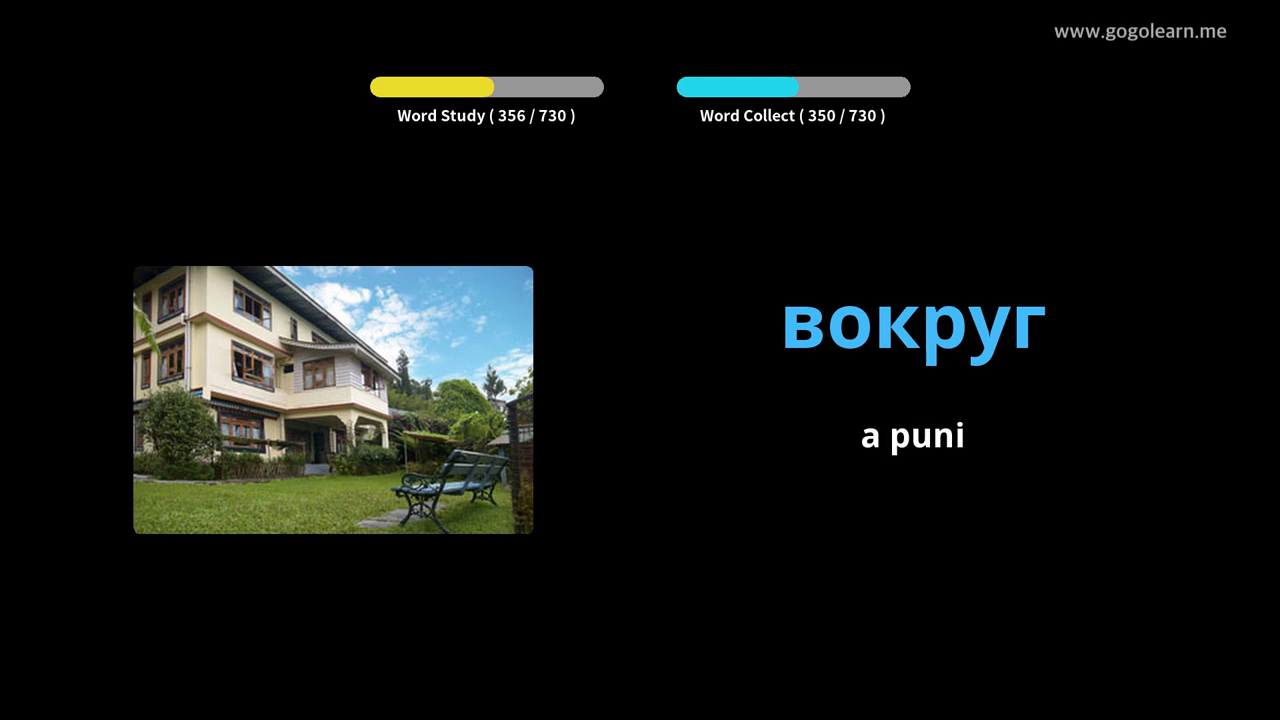 www.gogolearn.me
Word Study ( 356 / 730 )
Word Collect ( 350 / 730 )
вокруг
a puni